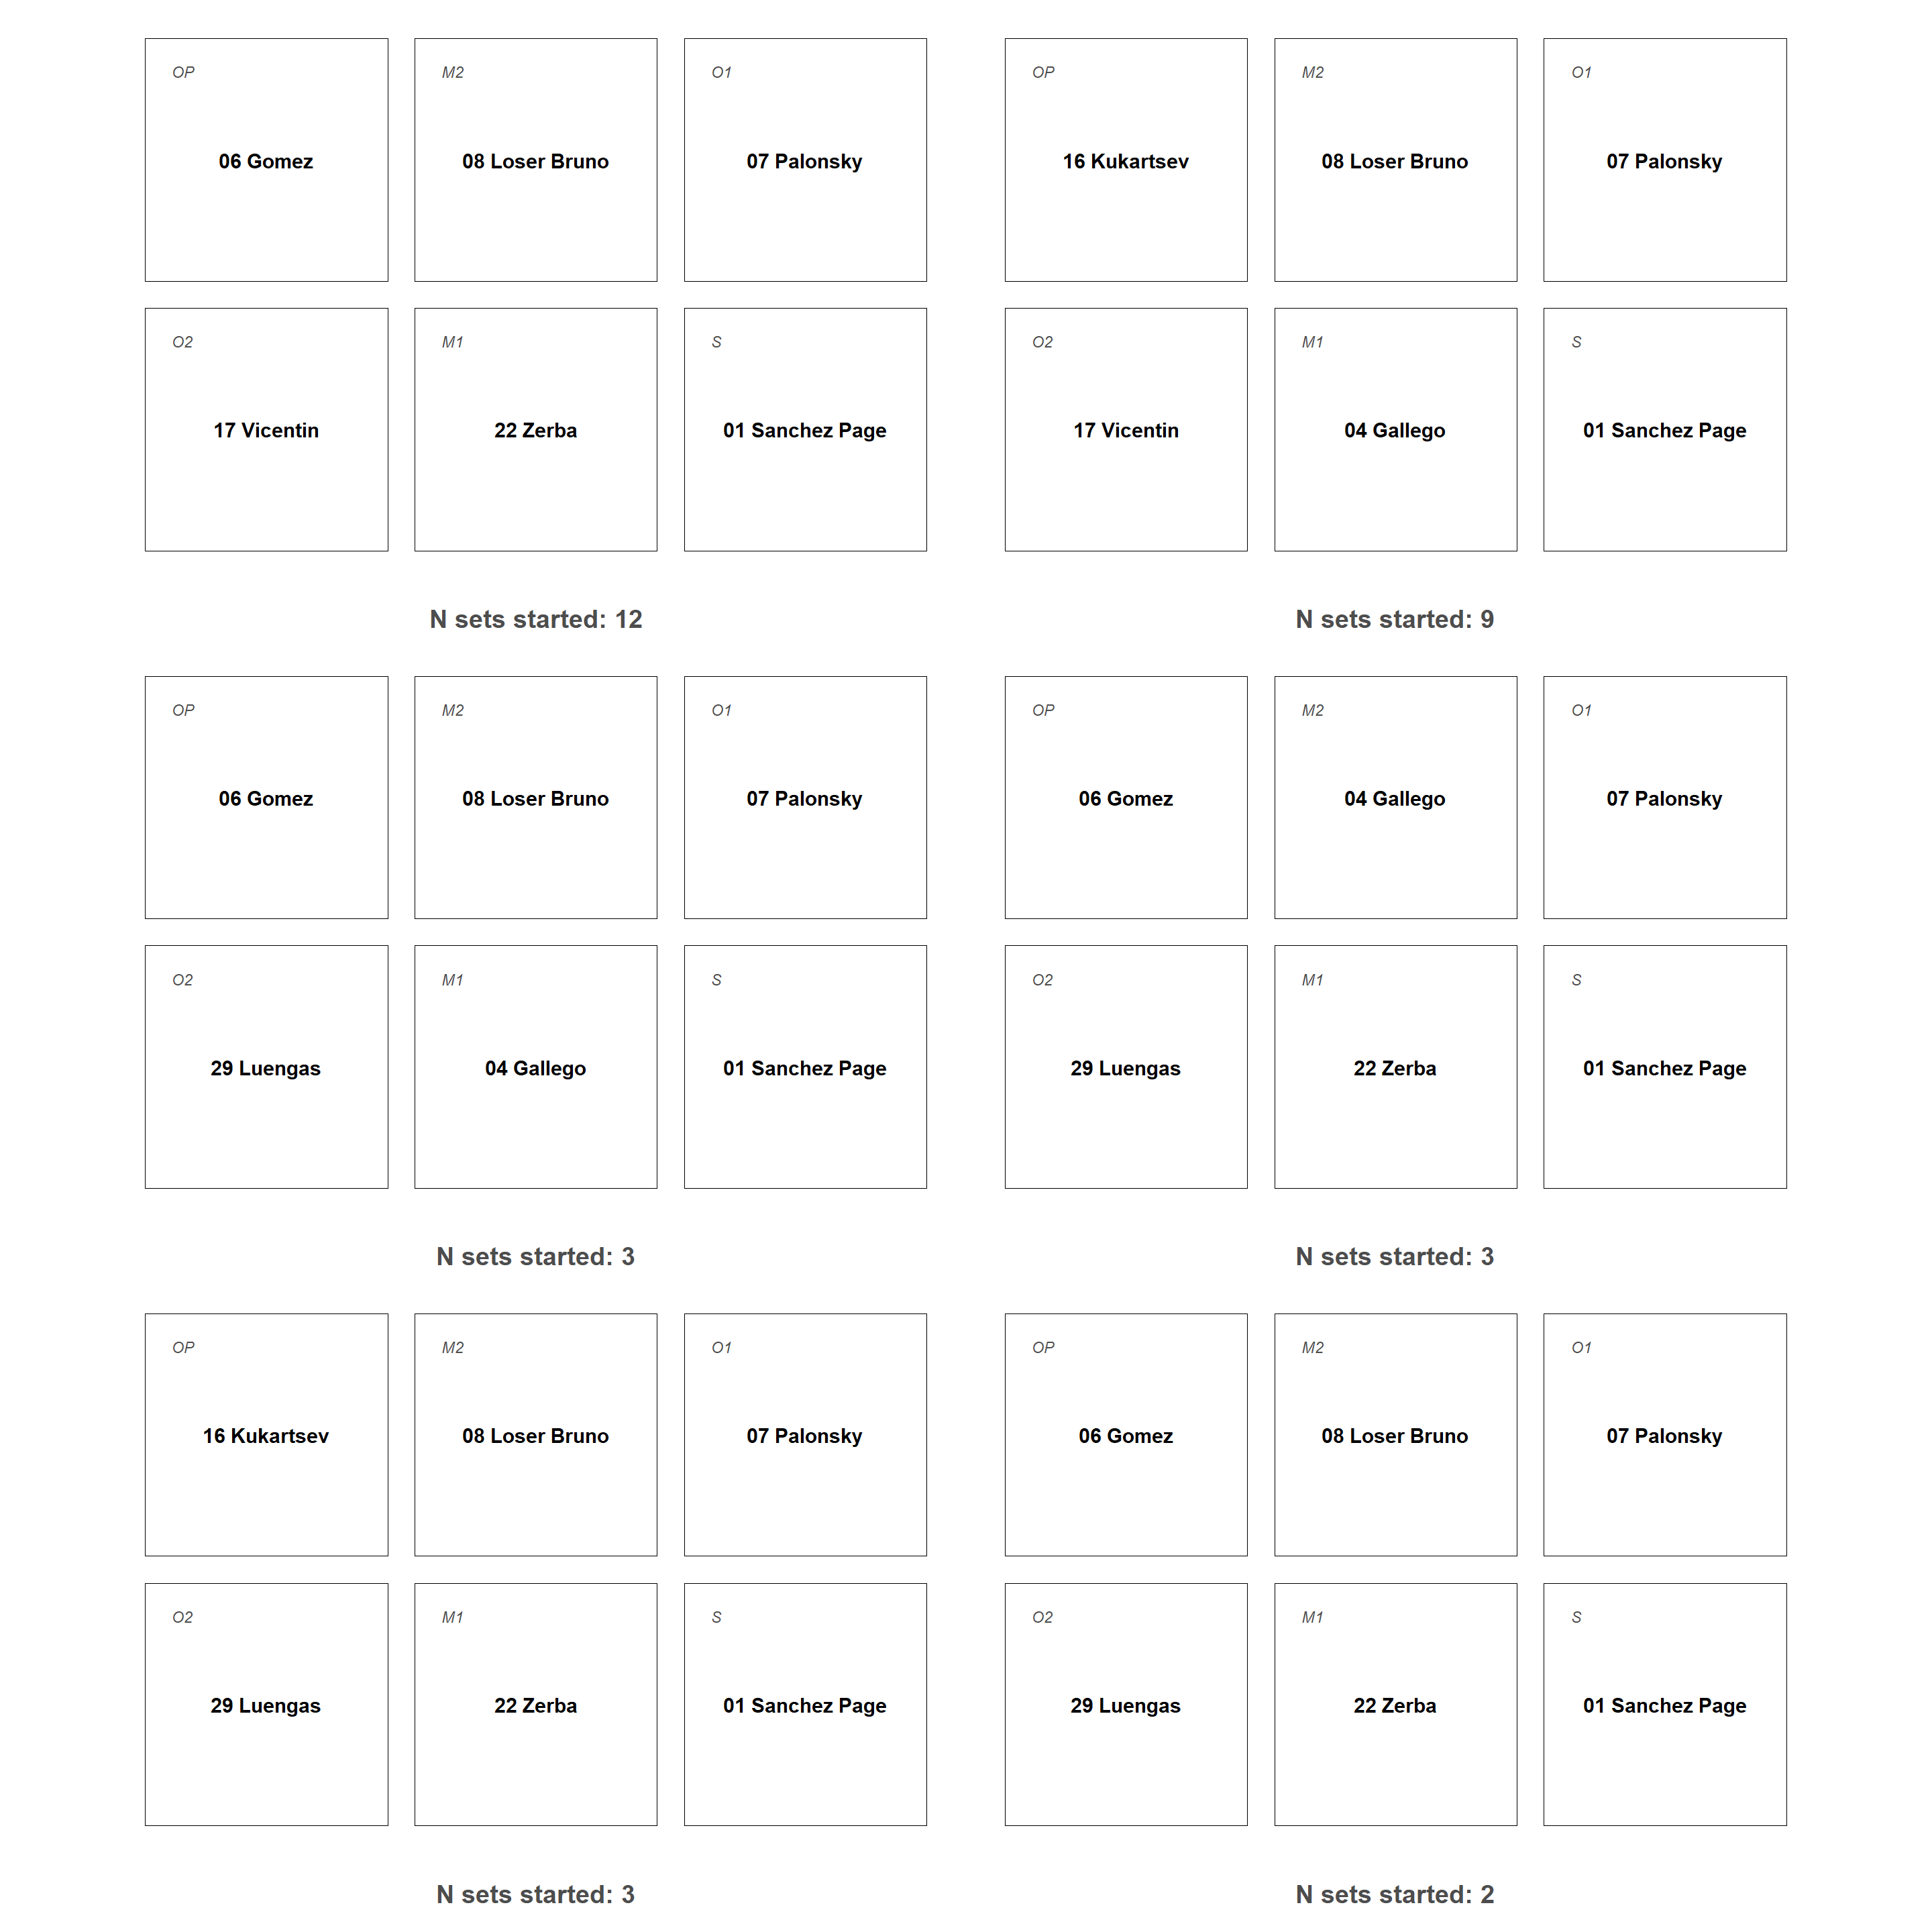 OP M2 O1
06 Gomez 08 Loser Bruno 07 Palonsky
O2 M1 S
17 Vicentin 22 Zerba 01 Sanchez Page
N sets started: 12
OP M2 O1
16 Kukartsev 08 Loser Bruno 07 Palonsky
O2 M1 S
17 Vicentin 04 Gallego 01 Sanchez Page
N sets started: 9
OP M2 O1
06 Gomez 08 Loser Bruno 07 Palonsky
O2 M1 S
29 Luengas 04 Gallego 01 Sanchez Page
N sets started: 3
OP M2 O1
06 Gomez 04 Gallego 07 Palonsky
O2 M1 S
29 Luengas 22 Zerba 01 Sanchez Page
N sets started: 3
OP M2 O1
16 Kukartsev 08 Loser Bruno 07 Palonsky
O2 M1 S
29 Luengas 22 Zerba 01 Sanchez Page
N sets started: 3
OP M2 O1
06 Gomez 08 Loser Bruno 07 Palonsky
O2 M1 S
29 Luengas 22 Zerba 01 Sanchez Page
N sets started: 2